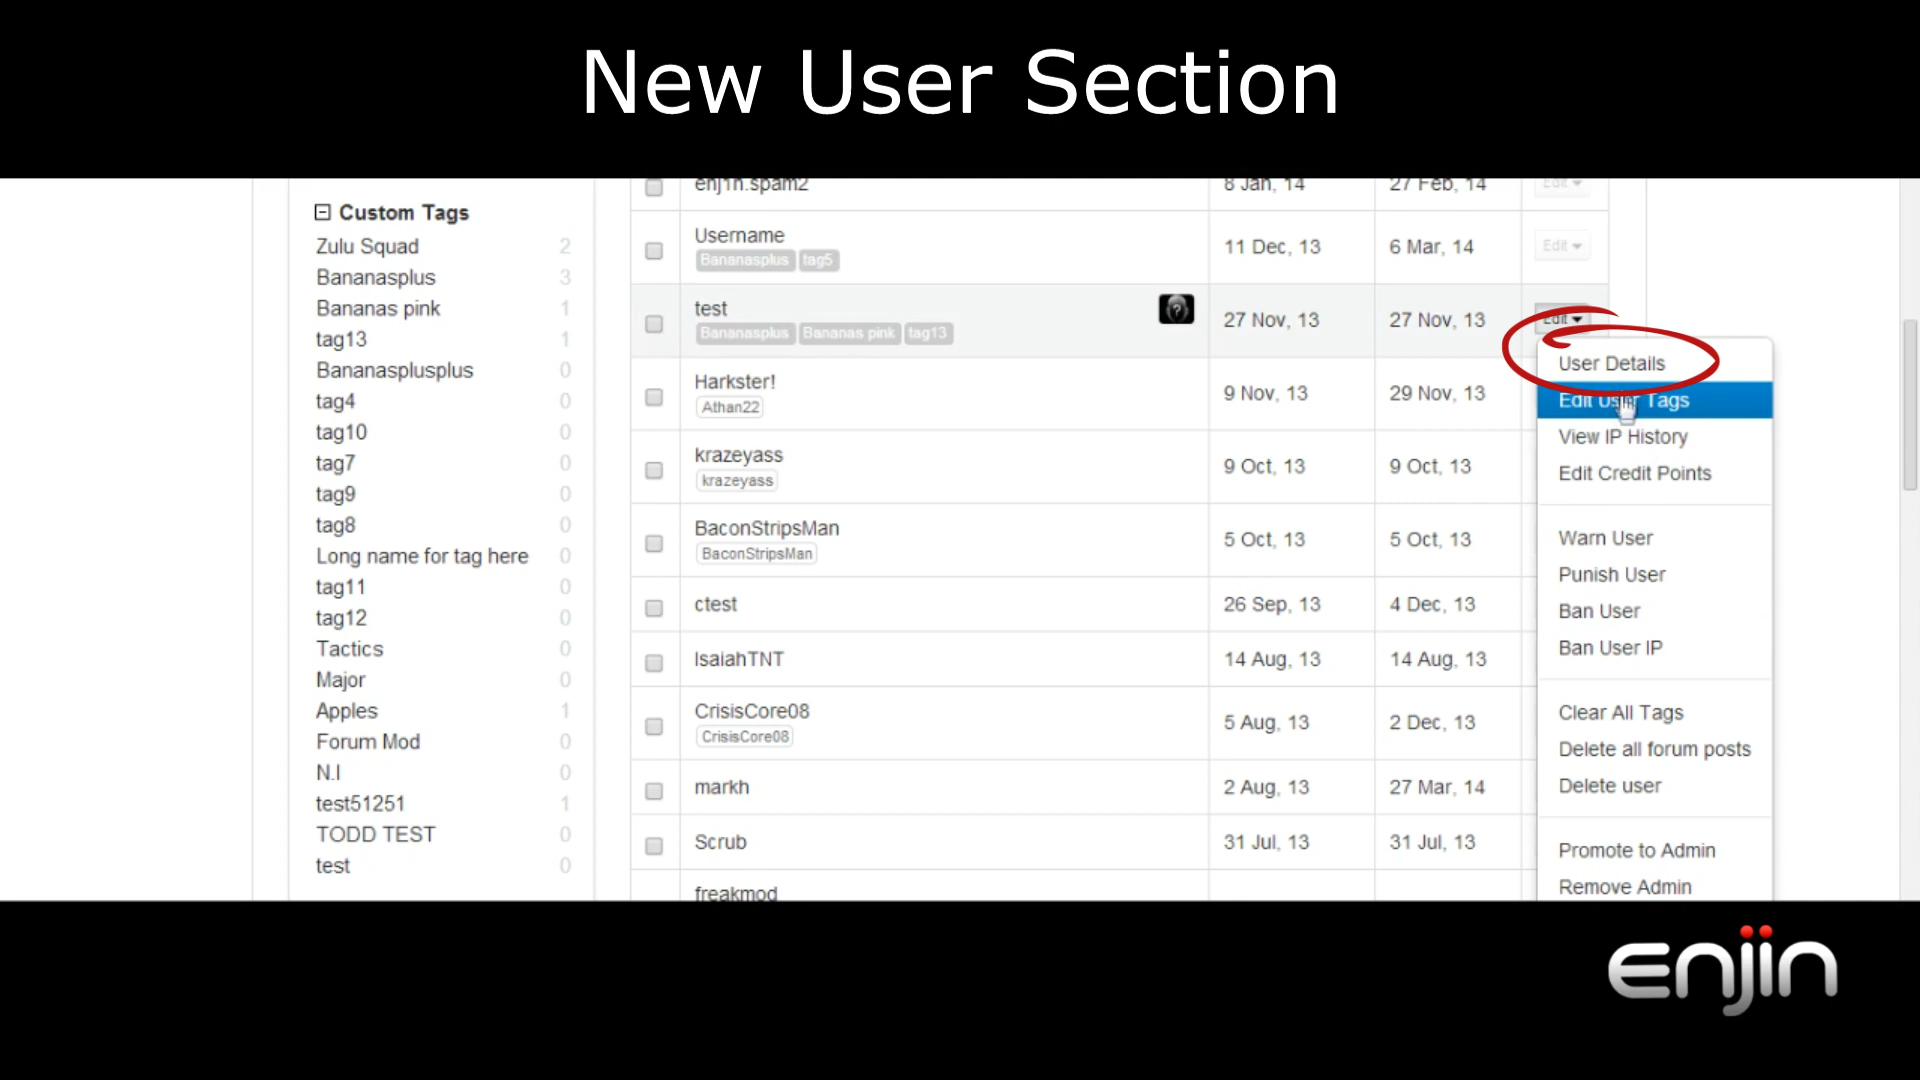 New User Section
Custom Tags
Zulu Squad 2
Bananasplus 3
Bananas pink 1
tag13 1
Bananasplusplus 0
tag4 0
tag10 0
tag7 0
tag9 0
tag8 0
Long name for tag here 0
tag11 0
tag12 0
Tactics 0
Major 0
Apples 1
Forum Mod 0
N.I 0
test51251 1
TODD TEST 0
test 0
enj1n.spam2 8 Jan, 14 27 Feb, 14 Edit
Username 11 Dec, 13 6 Mar, 14 Edit
Bananasplus tag5
test 27 Nov, 13 27 Nov, 13 Edit
Bananasplus Bananas pink tag13
Harkster! 9 Nov, 13 29 Nov, 13
Athan22
krazeyass 9 Oct, 13 9 Oct, 13
krazeyass
BaconStripsMan 5 Oct, 13 5 Oct, 13
BaconStripsMan
ctest 26 Sep, 13 4 Dec, 13
IsaiahTNT 14 Aug, 13 14 Aug, 13
CrisisCore08 5 Aug, 13 2 Dec, 13
CrisisCore08
markh 2 Aug, 13 27 Mar, 14
Scrub 31 Jul, 13 31 Jul, 13
freakmod
User Details
Edit User Tags
View IP History
Edit Credit Points
Warn User
Punish User
Ban User
Ban User IP
Clear All Tags
Delete all forum posts
Delete user
Promote to Admin
Remove Admin
enjin